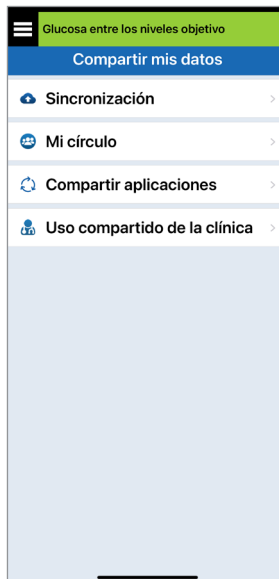 Glucosa entre los niveles objetivo
Compartir mis datos
Sincronización
Mi círculo
Compartir aplicaciones
Uso compartido de la clínica